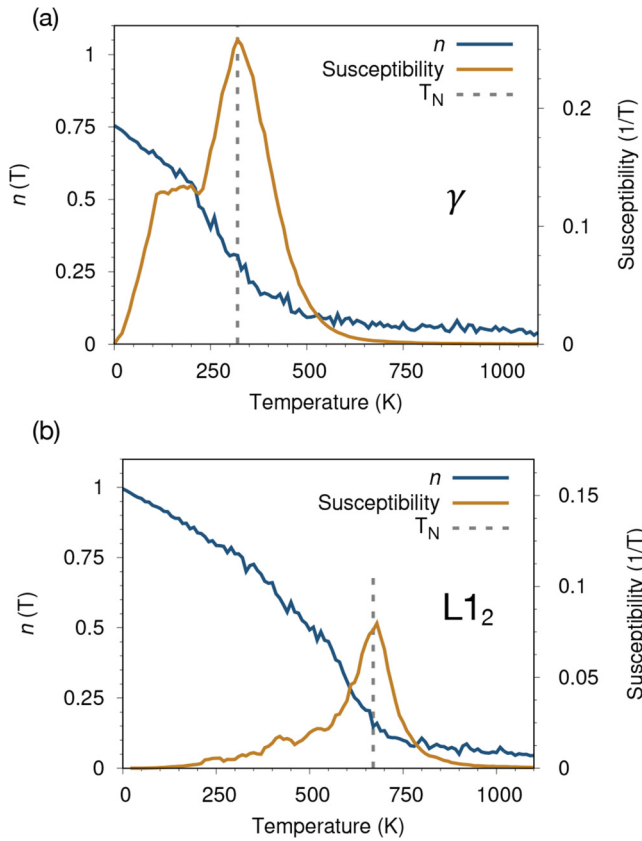 (a)
n
Susceptibility
T_N
1
0.75
0.5
0.25
0
n (T)
0.2
0.1
0
Susceptibility (1/T)
γ
0 250 500 750 1000
Temperature (K)
(b)
n
Susceptibility
T_N
1
0.75
0.5
0.25
0
n (T)
0.15
0.1
0.05
0
Susceptibility (1/T)
L1₂
0 250 500 750 1000
Temperature (K)